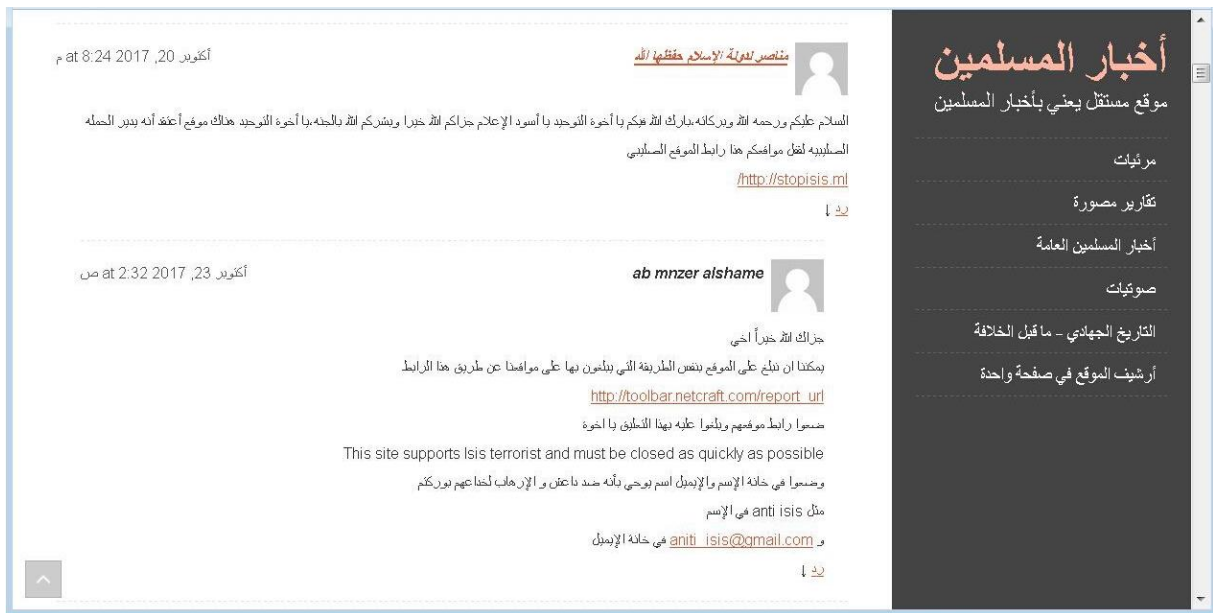 أخبار المسلمين
موقع مستقل يعني بأخبار المسلمين
مرئيات
تقارير مصورة
أخبار المسلمين العامة
صوتيات
التاريخ الجهادي – ما قبل الخلافة
أرشيف الموقع في صفحة واحدة
مناصر لدولة الإسلام حفظها الله
أكتوبر 20, 2017 at 8:24 م
السلام عليكم ورحمه الله وبركاته،بارك الله فيكم يا أخوة التوحيد يا أسود الإعلام جزاكم الله خيرا وبشركم الله بالجنه،يا أخوة التوحيد هناك موقع أعتقد أنه يدير الحمله
الصليبيه لقفل مواقعكم هذا رابط الموقع الصليبي
http://stopisis.ml/
رد ↓
ab mnzer alshame
أكتوبر 23, 2017 at 2:32 ص
جزاك الله خيراً اخي
يمكننا ان نبلغ على الموقع بنفس الطريقة التي يبلغون بها على مواقعنا عن طريق هذا الرابط
http://toolbar.netcraft.com/report_url
ضعوا رابط موقعهم وبلغوا عليه بهذا التعليق يا اخوة
This site supports Isis terrorist and must be closed as quickly as possible
وضعوا في خانة الإسم والإيميل اسم يوحي بأنه ضد داعش و الإرهاب لخداعهم بوركتم
مثل anti isis في الإسم
و aniti_isis@gmail.com في خانة الإيميل
رد ↓